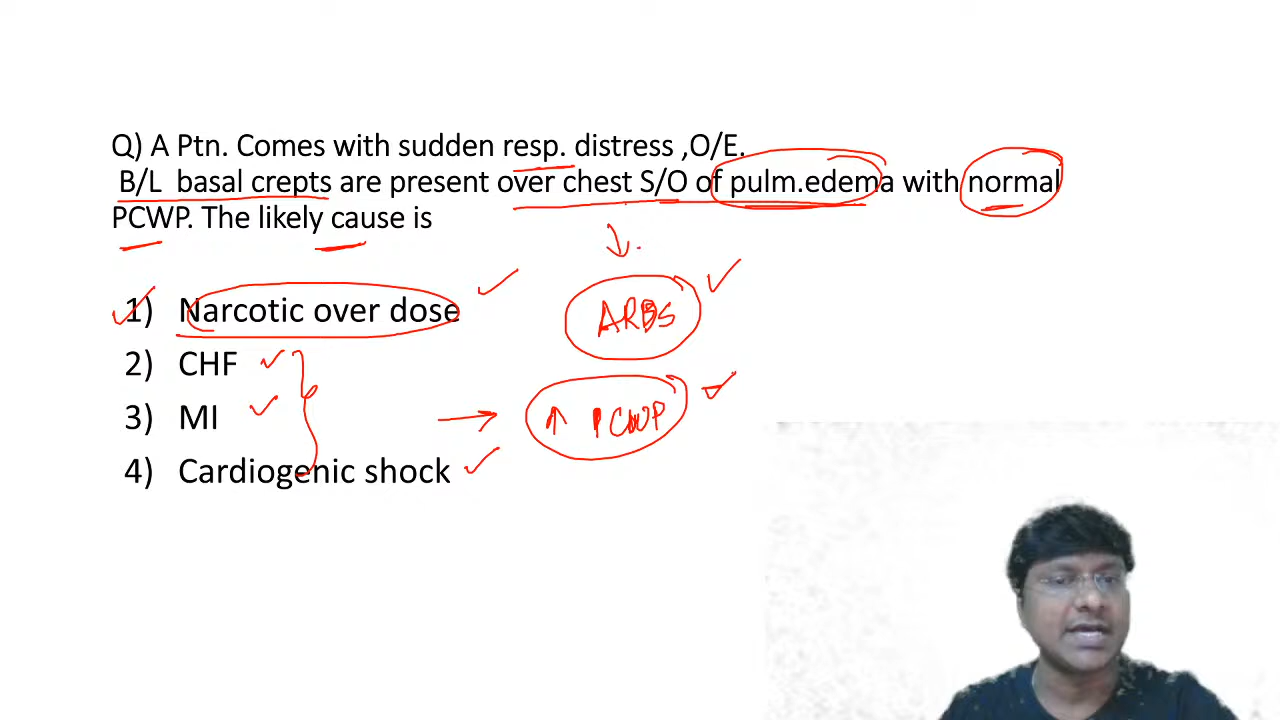 Q) A Ptn. Comes with sudden resp. distress ,O/E.
B/L basal crepts are present over chest S/O of pulm.edema with normal
PCWP. The likely cause is
1) Narcotic over dose
ARDS
2) CHF
3) MI
↑ PCWP
4) Cardiogenic shock